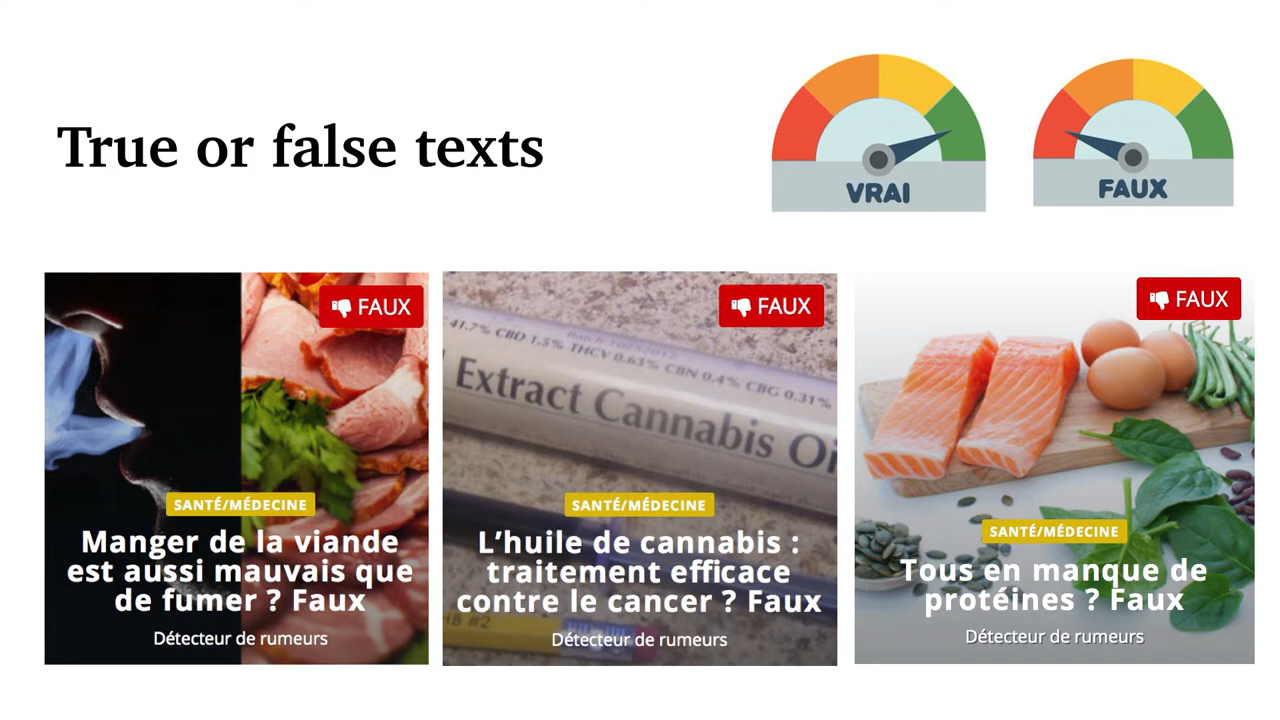 True or false texts
VRAI
FAUX
FAUX
SANTÉ/MÉDECINE
Manger de la viande
est aussi mauvais que
de fumer ? Faux
Détecteur de rumeurs
FAUX
41.7% CBD 1.5% THCV 0.63% CBN 0.4% CBG 0.31%
Extract Cannabis Oi
SANTÉ/MÉDECINE
L’huile de cannabis :
traitement efficace
contre le cancer ? Faux
HB #2
Détecteur de rumeurs
FAUX
SANTÉ/MÉDECINE
Tous en manque de
protéines ? Faux
Détecteur de rumeurs